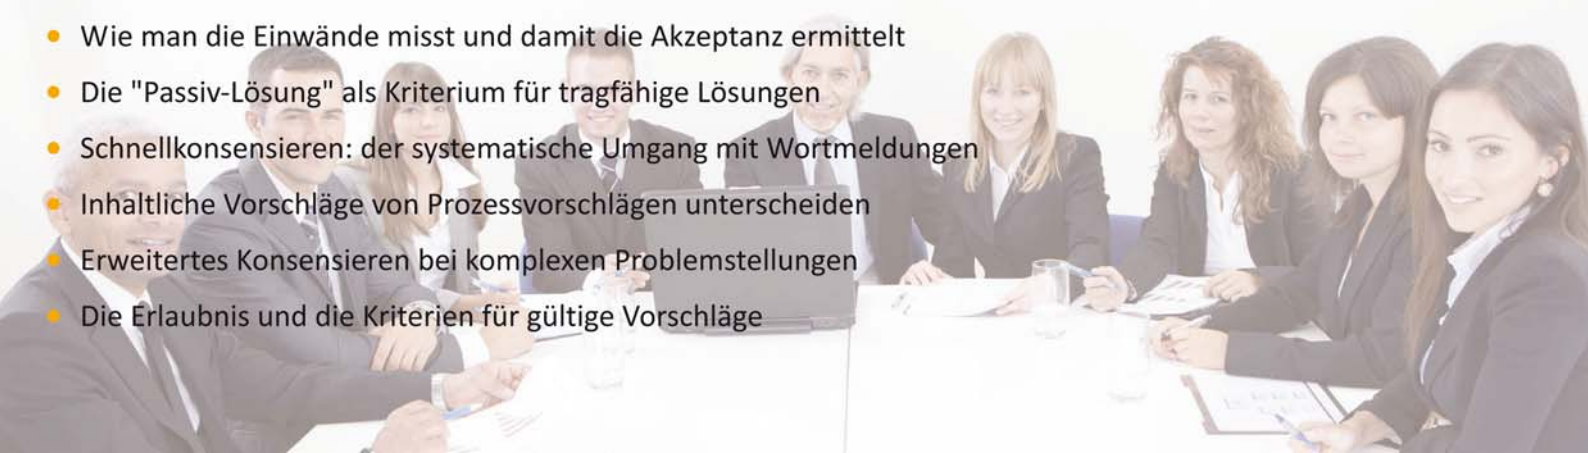 • Wie man die Einwände misst und damit die Akzeptanz ermittelt
• Die "Passiv-Lösung" als Kriterium für tragfähige Lösungen
• Schnellkonsensieren: der systematische Umgang mit Wortmeldungen
• Inhaltliche Vorschläge von Prozessvorschlägen unterscheiden
• Erweitertes Konsensieren bei komplexen Problemstellungen
• Die Erlaubnis und die Kriterien für gültige Vorschläge